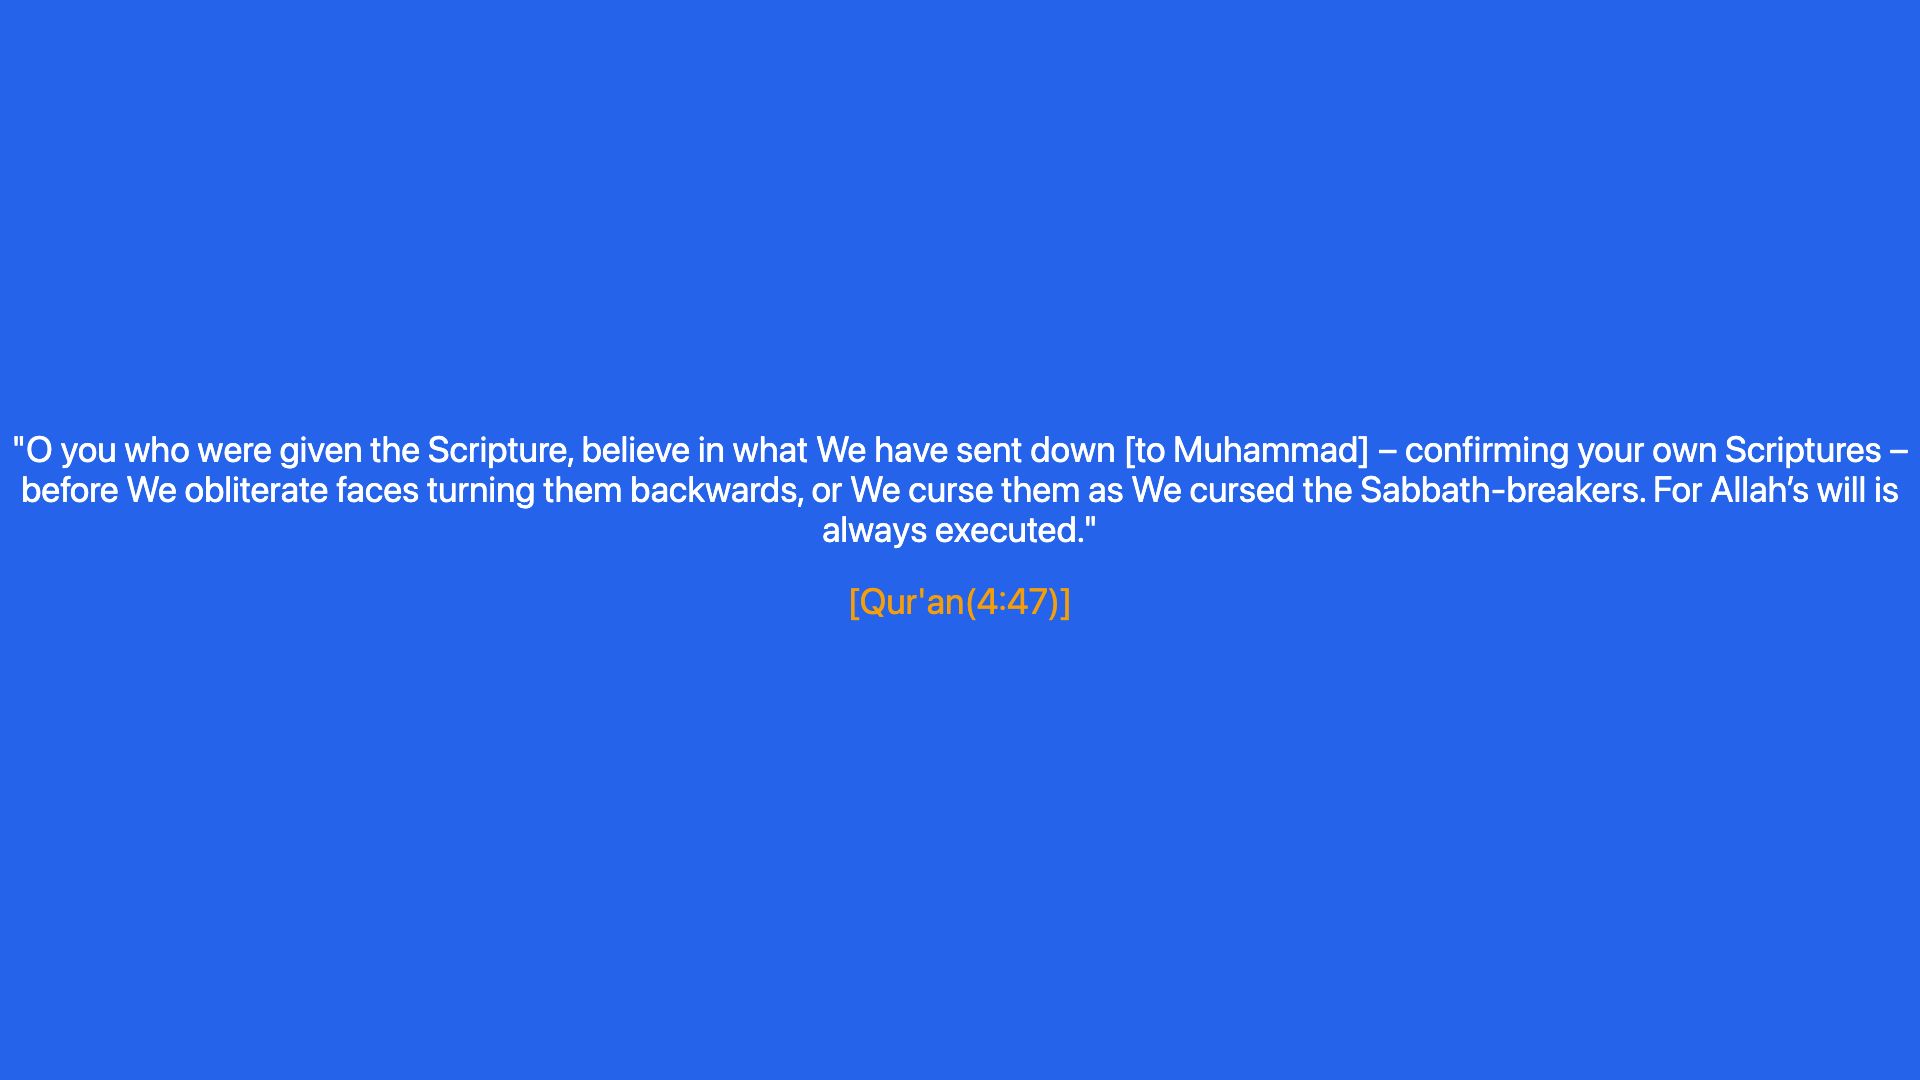 "O you who were given the Scripture, believe in what We have sent down [to Muhammad] – confirming your own Scriptures –
before We obliterate faces turning them backwards, or We curse them as We cursed the Sabbath-breakers. For Allah’s will is
always executed."
[Qur'an(4:47)]